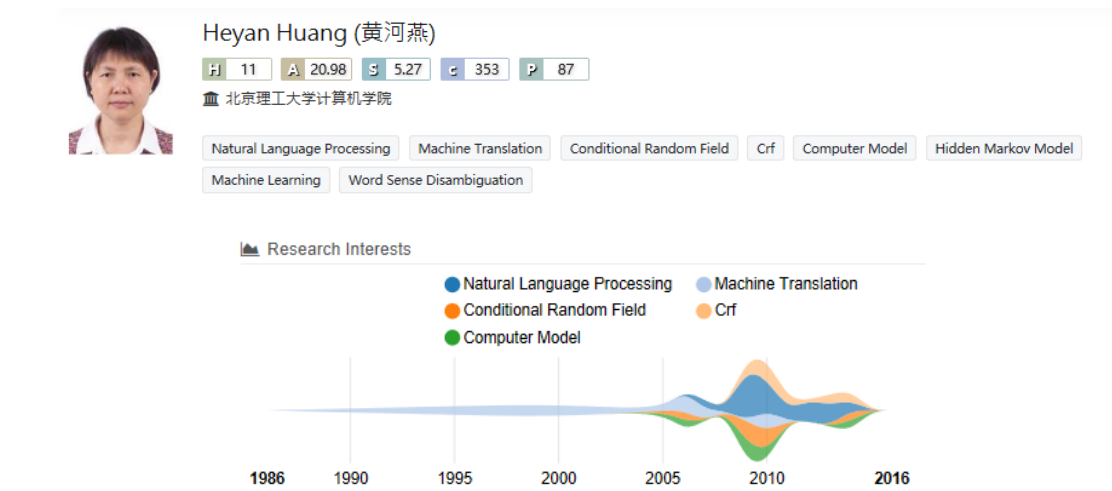 Heyan Huang (黄河燕)
H 11 A 20.98 S 5.27 c 353 P 87
北京理工大学计算机学院
Natural Language Processing Machine Translation Conditional Random Field Crf Computer Model Hidden Markov Model
Machine Learning Word Sense Disambiguation
Research Interests
Natural Language Processing Machine Translation
Conditional Random Field Crf
Computer Model
1986 1990 1995 2000 2005 2010 2016